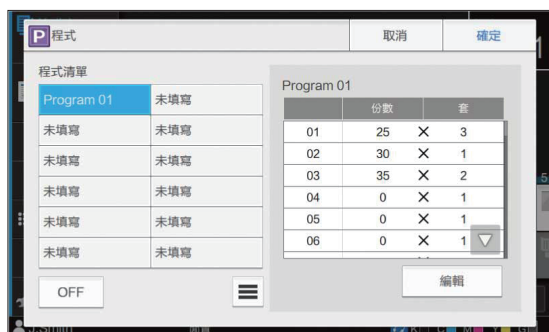 P 程式 取消 確定
程式清單
Program 01 未填寫
未填寫 未填寫
未填寫 未填寫
未填寫 未填寫
未填寫 未填寫
未填寫 未填寫
OFF
Program 01
份數 套
01 25 × 3
02 30 × 1
03 35 × 2
04 0 × 1
05 0 × 1
06 0 × 1
編輯
J.Smith